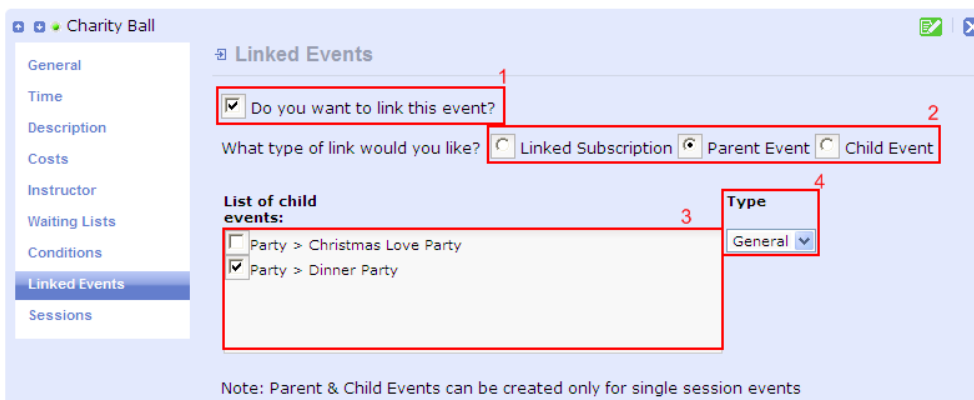 Charity Ball
General
Time
Description
Costs
Instructor
Waiting Lists
Conditions
Linked Events
Sessions
Linked Events
1
Do you want to link this event?
2
What type of link would you like? Linked Subscription Parent Event Child Event
4
List of child
events:
3
Type
General
Party > Christmas Love Party
Party > Dinner Party
Note: Parent & Child Events can be created only for single session events